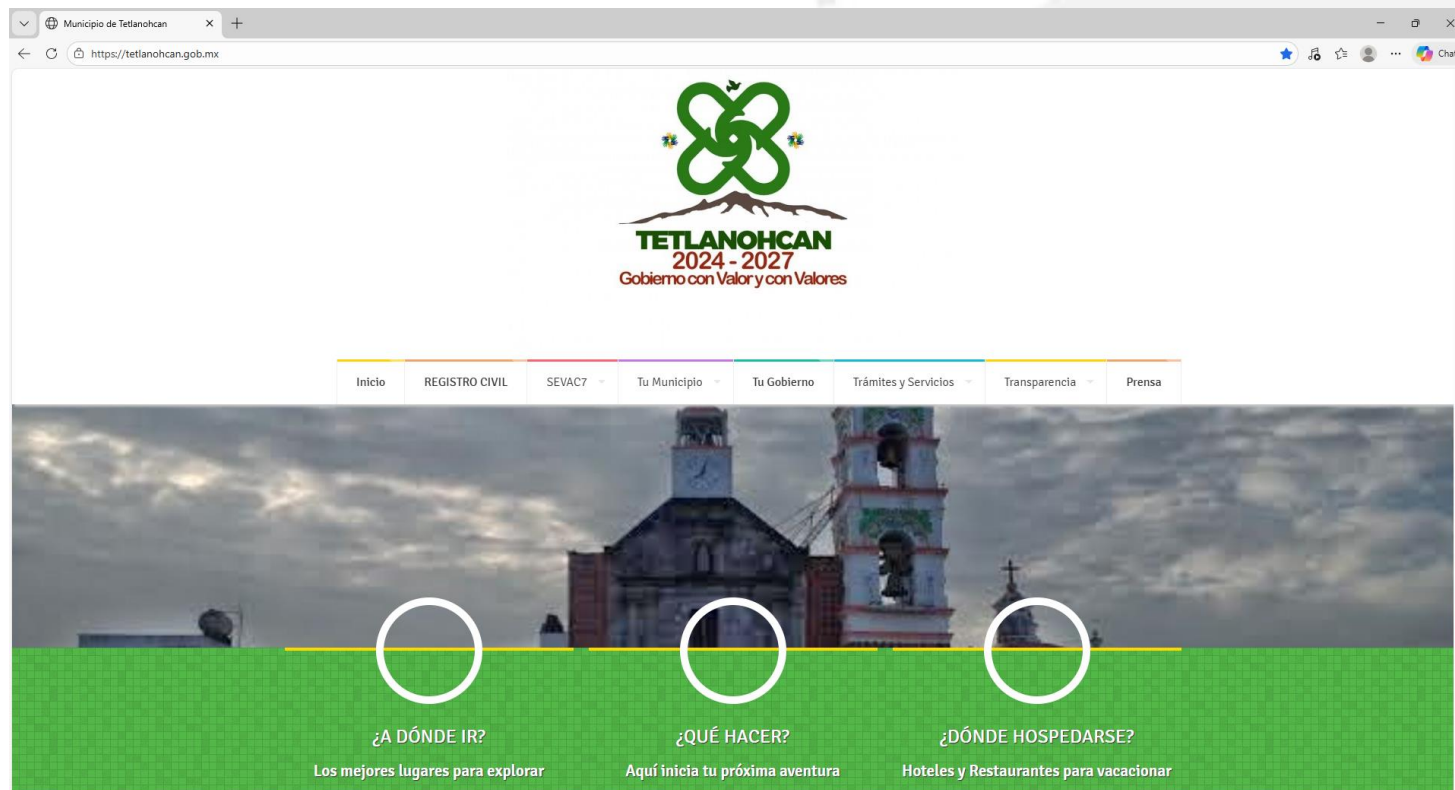 Municipio de Tetlanohcan
https://tetlanohcan.gob.mx
Chat
TETLANOHCAN
2024 - 2027
Gobierno con Valor y con Valores
Inicio REGISTRO CIVIL SEVAC7 Tu Municipio Tu Gobierno Trámites y Servicios Transparencia Prensa
¿A DÓNDE IR? ¿QUÉ HACER? ¿DÓNDE HOSPEDARSE?
Los mejores lugares para explorar Aquí inicia tu próxima aventura Hoteles y Restaurantes para vacacionar